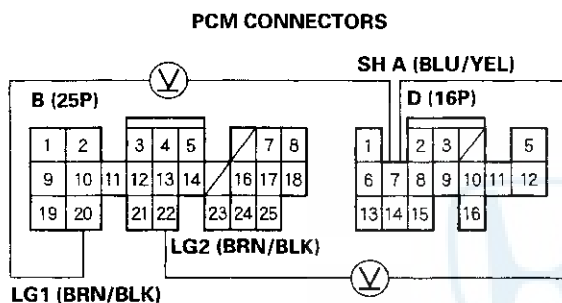 PCM CONNECTORS
SH A (BLU/YEL)
V
B (25P)
D (16P)
1 2 3 4 5 7 8
9 10 11 12 13 14 16 17 18
19 20 21 22 23 24 25
1 2 3 5
6 7 8 9 10 11 12
13 14 15 16
LG2 (BRN/BLK)
V
LG1 (BRN/BLK)